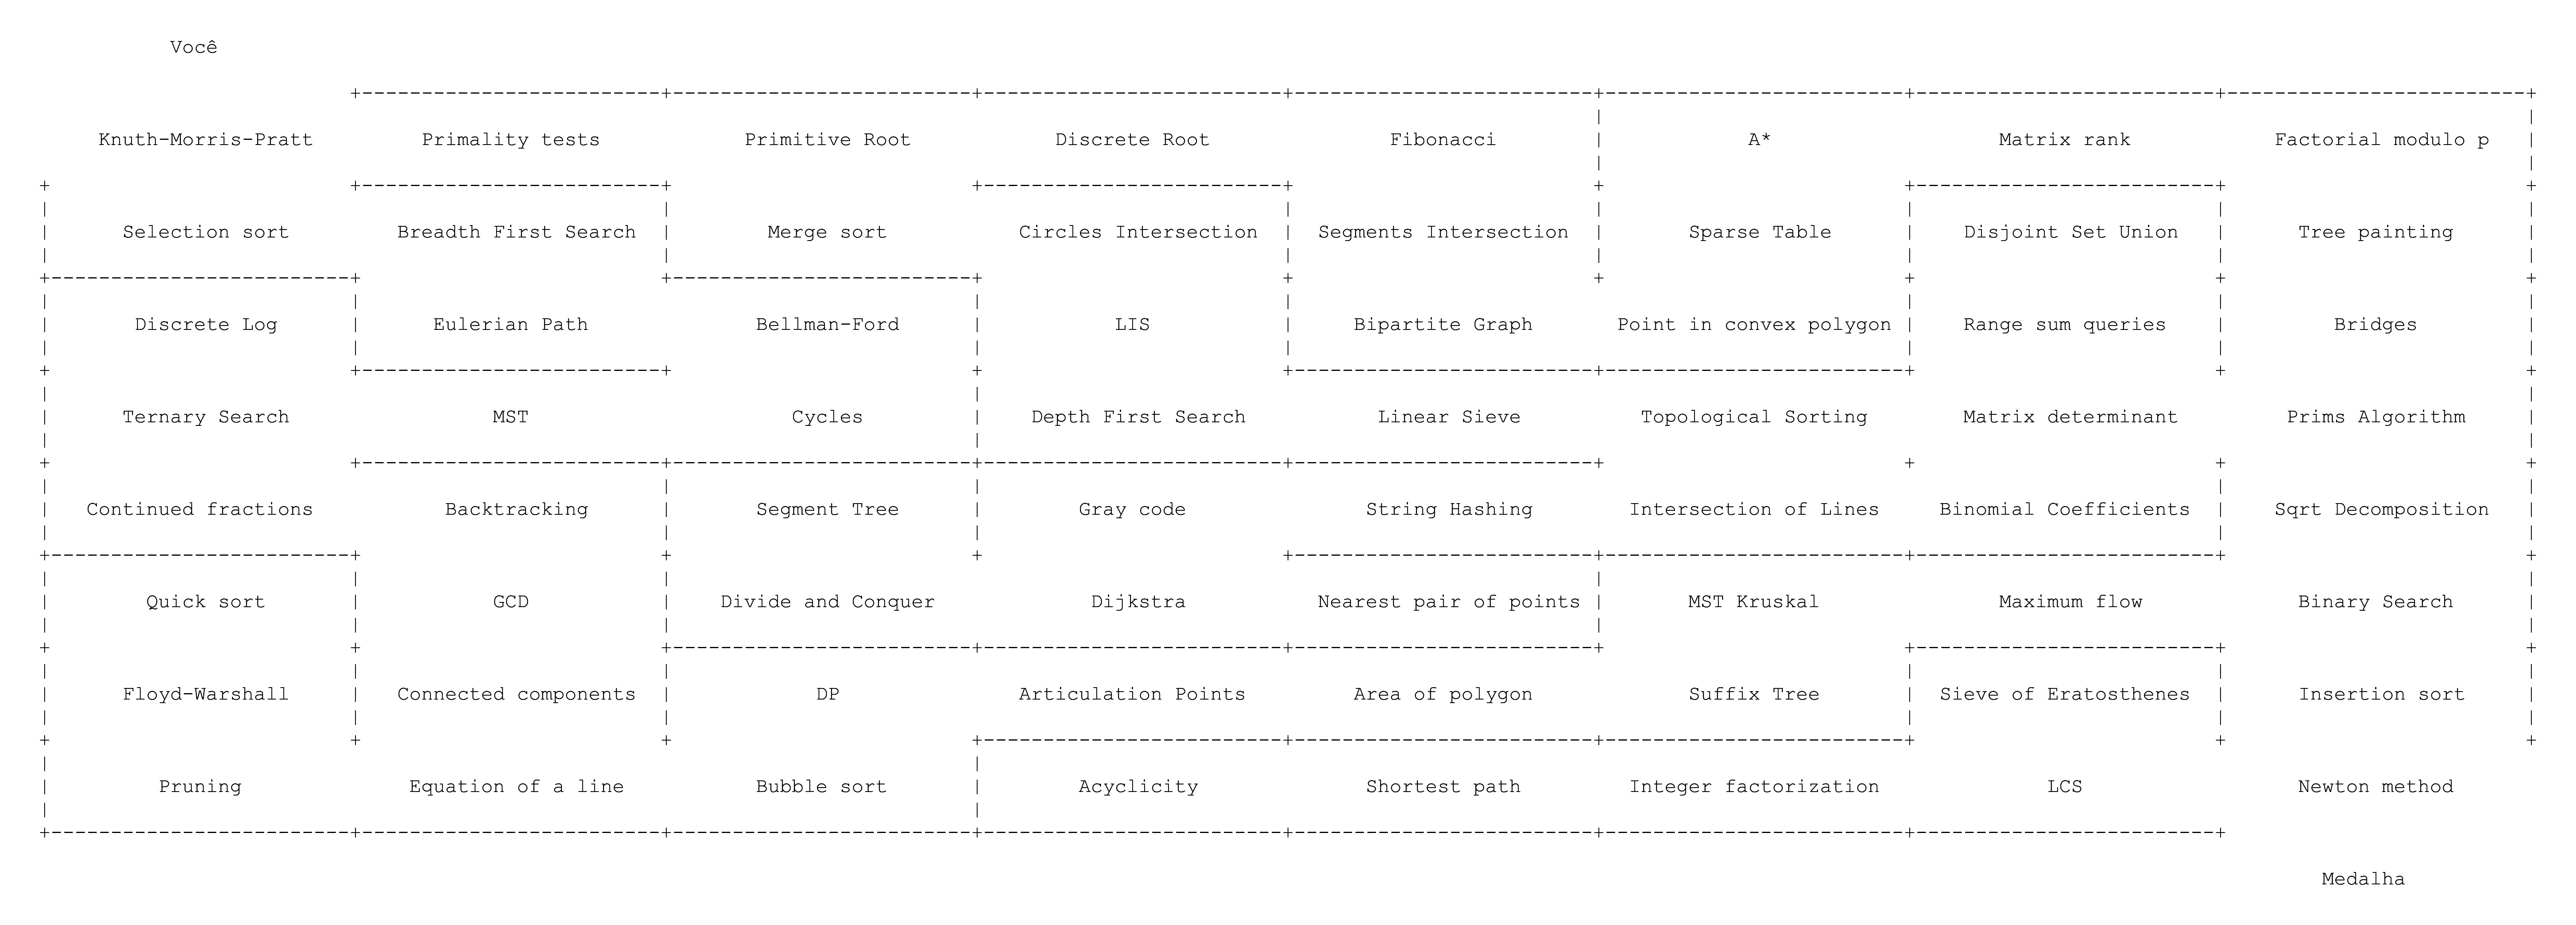 Você
Knuth-Morris-Pratt Primality tests Primitive Root Discrete Root Fibonacci A* Matrix rank Factorial modulo p
Selection sort Breadth First Search Merge sort Circles Intersection Segments Intersection Sparse Table Disjoint Set Union Tree painting
Discrete Log Eulerian Path Bellman-Ford LIS Bipartite Graph Point in convex polygon Range sum queries Bridges
Ternary Search MST Cycles Depth First Search Linear Sieve Topological Sorting Matrix determinant Prims Algorithm
Continued fractions Backtracking Segment Tree Gray code String Hashing Intersection of Lines Binomial Coefficients Sqrt Decomposition
Quick sort GCD Divide and Conquer Dijkstra Nearest pair of points MST Kruskal Maximum flow Binary Search
Floyd-Warshall Connected components DP Articulation Points Area of polygon Suffix Tree Sieve of Eratosthenes Insertion sort
Pruning Equation of a line Bubble sort Acyclicity Shortest path Integer factorization LCS Newton method
Medalha